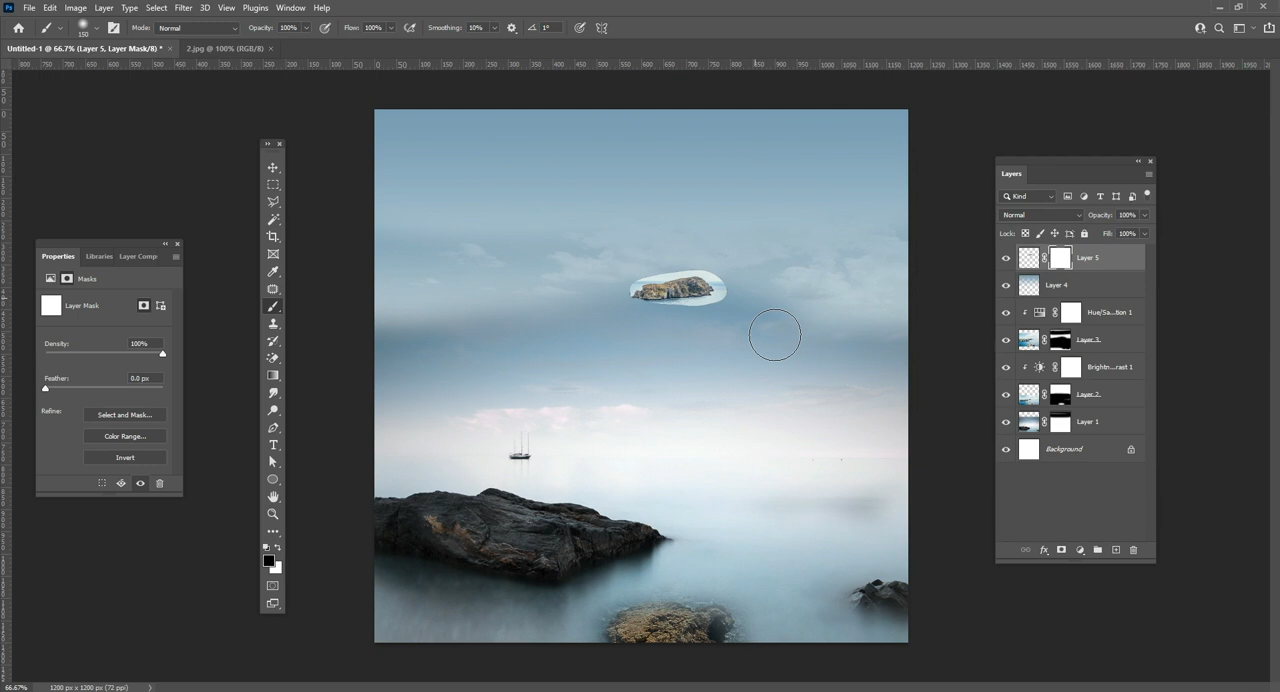 Ps File Edit Image Layer Type Select Filter 3D View Plugins Window Help
150 Mode: Normal Opacity: 100% Flow: 100% Smoothing: 10% 1°
Untitled-1 @ 66.7% (Layer 5, Layer Mask/8) * × 2.jpg @ 100% (RGB/8) ×
800 750 700 650 600 550 500 450 400 350 300 250 200 150 100 50 0 50 100 150 200 250 300 350 400 450 500 550 600 650 700 750 800 850 900 950 1000 1050 1100 1150 1200 1250 1300 1350 1400 1450 1500 1550 1600 1650 1700 1750 1800 1850 1900 1950
Properties Libraries Layer Comp
Masks
Layer Mask
Density: 100%
Feather: 0.0 px
Refine: Select and Mask...
Color Range...
Invert
Layers
Kind
Normal Opacity: 100%
Lock: Fill: 100%
Layer 5
Layer 4
Hue/Sa...tion 1
Layer 3
Brightn...rast 1
Layer 2
Layer 1
Background
fx
66.67% 1200 px x 1200 px (72 ppi)